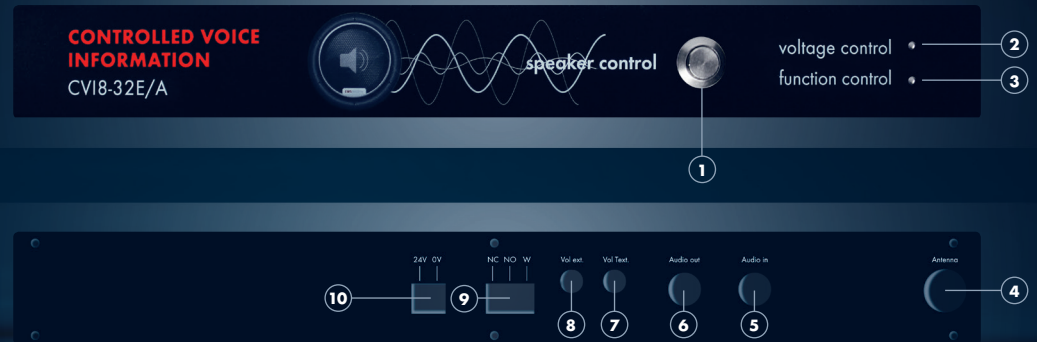 CONTROLLED VOICE
INFORMATION
CVI8-32E/A
speaker control
voltage control
function control
2
3
1
24V 0V
NC NO W
Vol ext.
Vol Text.
Audio out
Audio in
Antenna
10
9
8
7
6
5
4